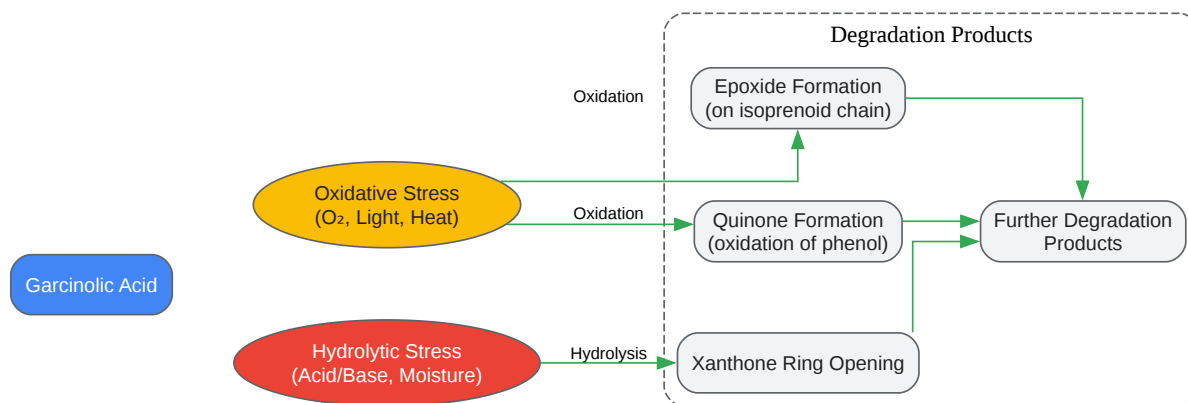 Degradation Products
Epoxide Formation
(on isoprenoid chain)
Oxidation
Oxidative Stress
(O₂, Light, Heat)
Oxidation
Quinone Formation
(oxidation of phenol)
Further Degradation
Products
Garcinolic Acid
Hydrolytic Stress
(Acid/Base, Moisture)
Hydrolysis
Xanthone Ring Opening